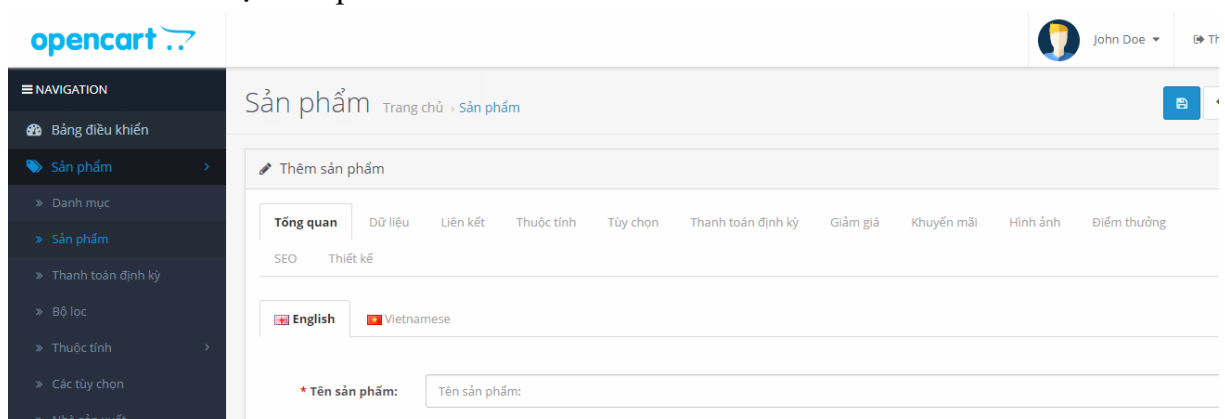 opencart
John Doe
NAVIGATION
Sản phẩm Trang chủ › Sản phẩm
Bảng điều khiển
Sản phẩm
Thêm sản phẩm
» Danh mục
Tổng quan Dữ liệu Liên kết Thuộc tính Tùy chọn Thanh toán định kỳ Giảm giá Khuyến mãi Hình ảnh Điểm thưởng
» Sản phẩm
SEO Thiết kế
» Thanh toán định kỳ
» Bộ lọc
English Vietnamese
» Thuộc tính
» Các tùy chọn
* Tên sản phẩm: Tên sản phẩm: